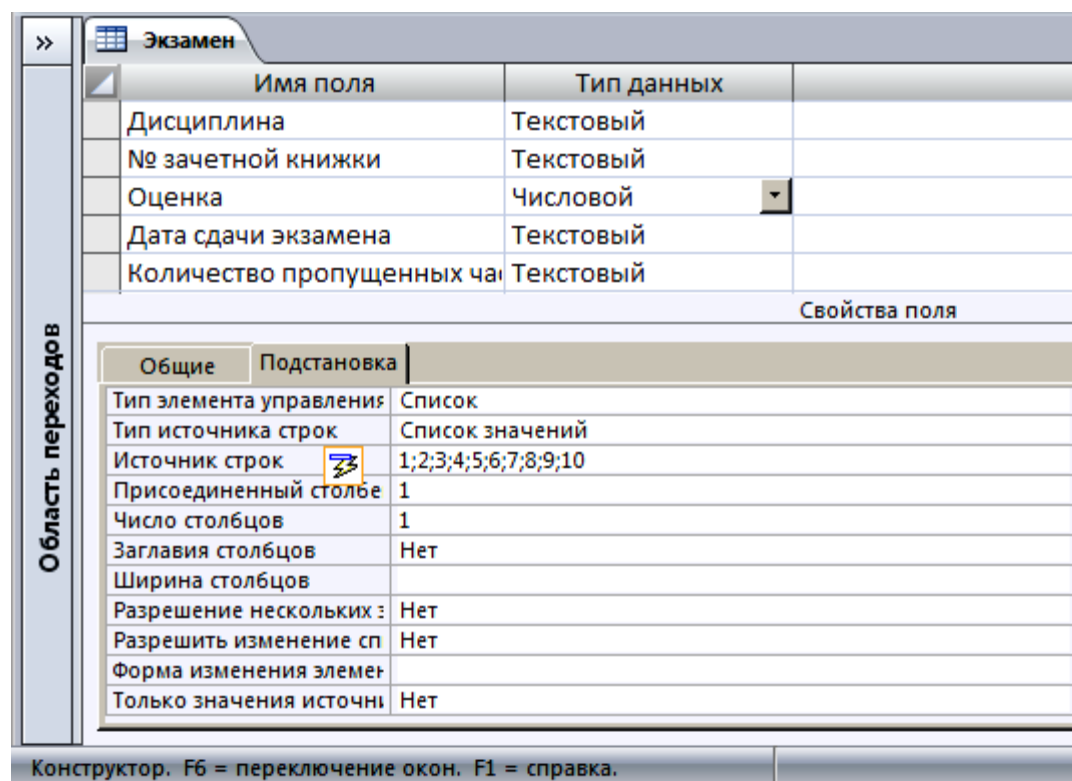 »
Экзамен
Имя поля Тип данных
Дисциплина Текстовый
№ зачетной книжки Текстовый
Оценка Числовой
Дата сдачи экзамена Текстовый
Количество пропущенных ча Текстовый
Свойства поля
Область переходов
Общие Подстановка
Тип элемента управления Список
Тип источника строк Список значений
Источник строк 1;2;3;4;5;6;7;8;9;10
Присоединенный столбе 1
Число столбцов 1
Заглавия столбцов Нет
Ширина столбцов
Разрешение нескольких з Нет
Разрешить изменение сп Нет
Форма изменения элемен
Только значения источни Нет
Конструктор. F6 = переключение окон. F1 = справка.